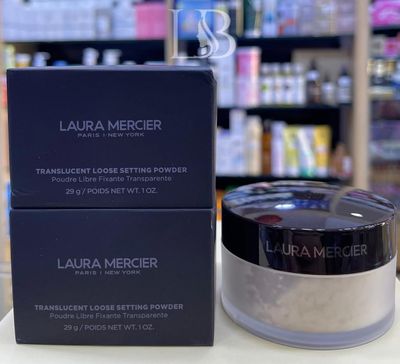 LB
LAURA MERCIER
PARIS | NEW YORK
TRANSLUCENT LOOSE SETTING POWDER
Poudre Libre Fixante Transparente
29 g / POIDS NET WT. 1 OZ.
LAURA MERCIER
PARIS | NEW YORK
TRANSLUCENT LOOSE SETTING POWDER
Poudre Libre Fixante Transparente
29 g / POIDS NET WT. 1 OZ.
LAURA MERCIER